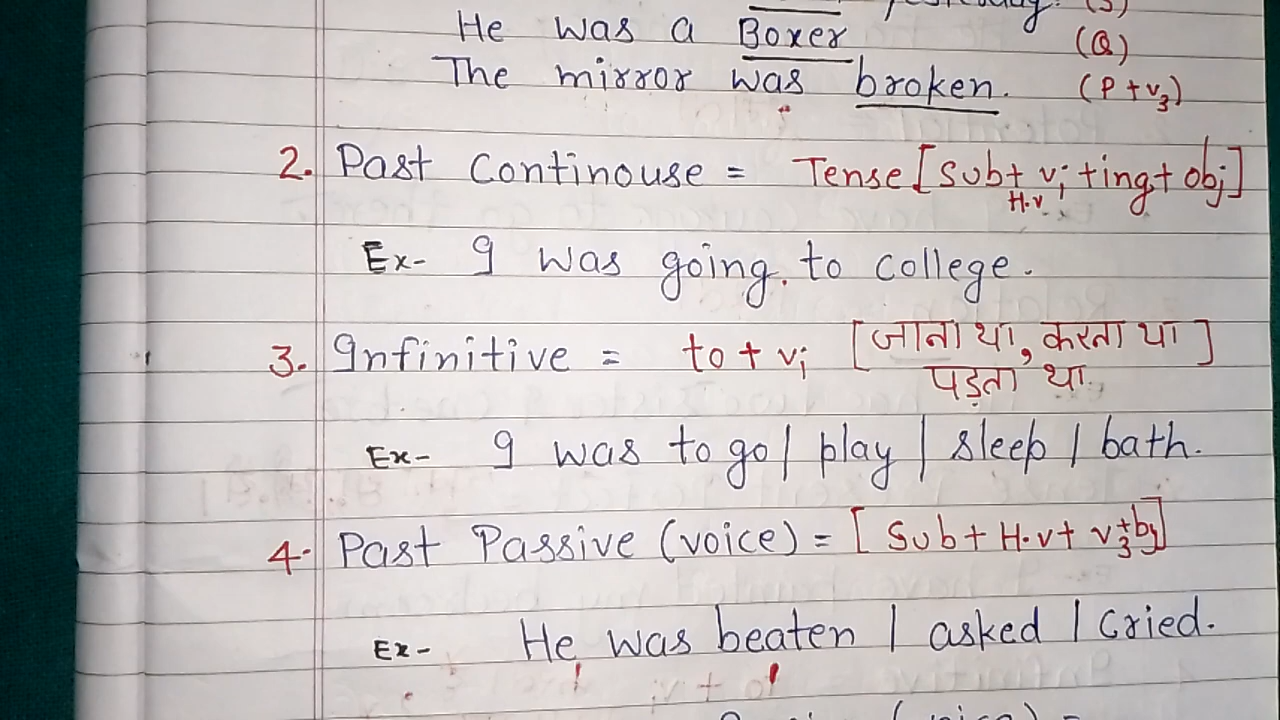 yesterday. (S)
He was a Boxer (Q)
The mirror was broken. (P+V3)
2. Past Continouse = Tense [Sub+ H.V V1 +ing+ obj]
Ex- I was going to college.
3. Infinitive = to + V1 [जाना था, करना था]
पड़ता था
Ex- I was to go | play | sleep | bath.
4. Past Passive (voice) = [Sub+H.V+ V3+by]
Ex- He was beaten | asked | Cried.